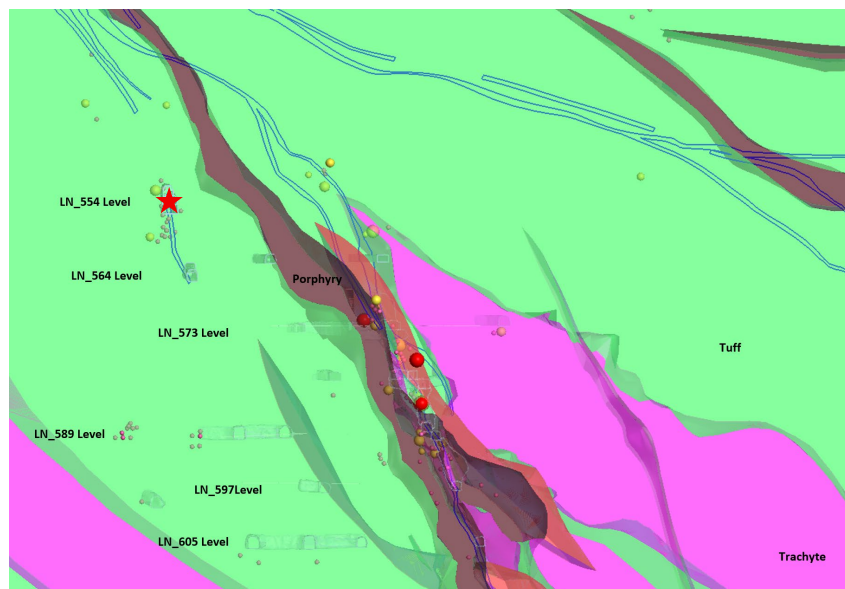 LN_554 Level
LN_564 Level
Porphyry
LN_573 Level
Tuff
LN_589 Level
LN_597Level
LN_605 Level
Trachyte